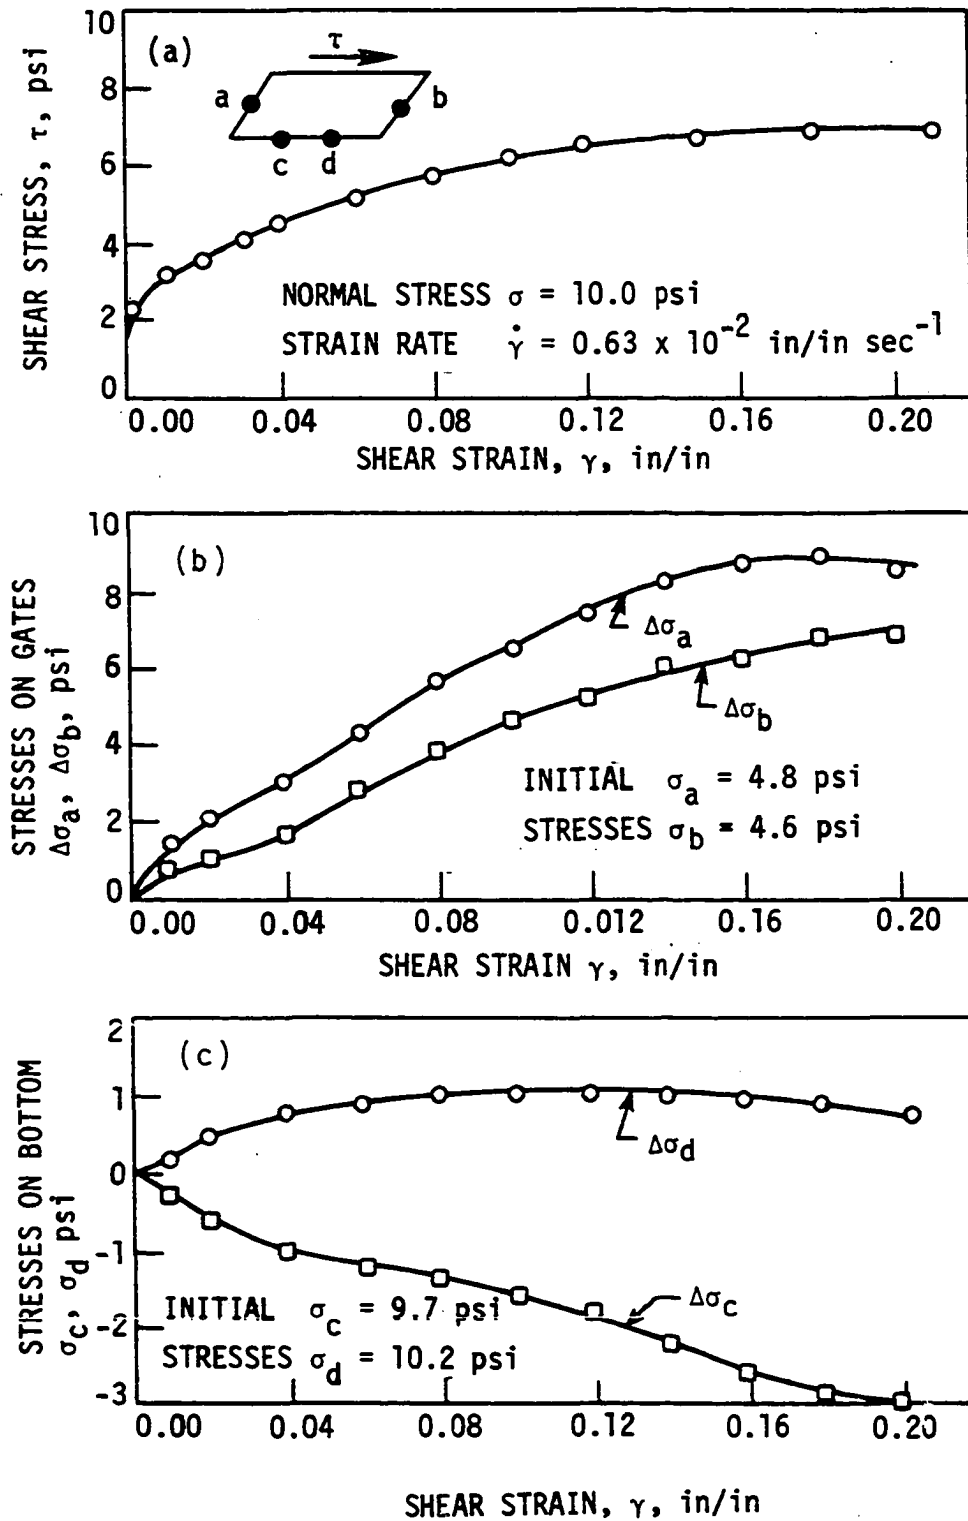 10
8
6
4
2
0
SHEAR STRESS, τ, psi
(a)
τ
a
b
c
d
NORMAL STRESS σ = 10.0 psi
STRAIN RATE γ̇ = 0.63 x 10⁻² in/in sec⁻¹
0.00 0.04 0.08 0.12 0.16 0.20
SHEAR STRAIN, γ, in/in
10
8
6
4
2
0
STRESSES ON GATES
Δσa, Δσb, psi
(b)
Δσa
Δσb
INITIAL σa = 4.8 psi
STRESSES σb = 4.6 psi
0.00 0.04 0.08 0.012 0.16 0.20
SHEAR STRAIN γ, in/in
2
1
0
-1
-2
-3
STRESSES ON BOTTOM
σc, σd psi
(c)
Δσd
Δσc
INITIAL σc = 9.7 psi
STRESSES σd = 10.2 psi
0.00 0.04 0.08 0.12 0.16 0.20
SHEAR STRAIN, γ, in/in